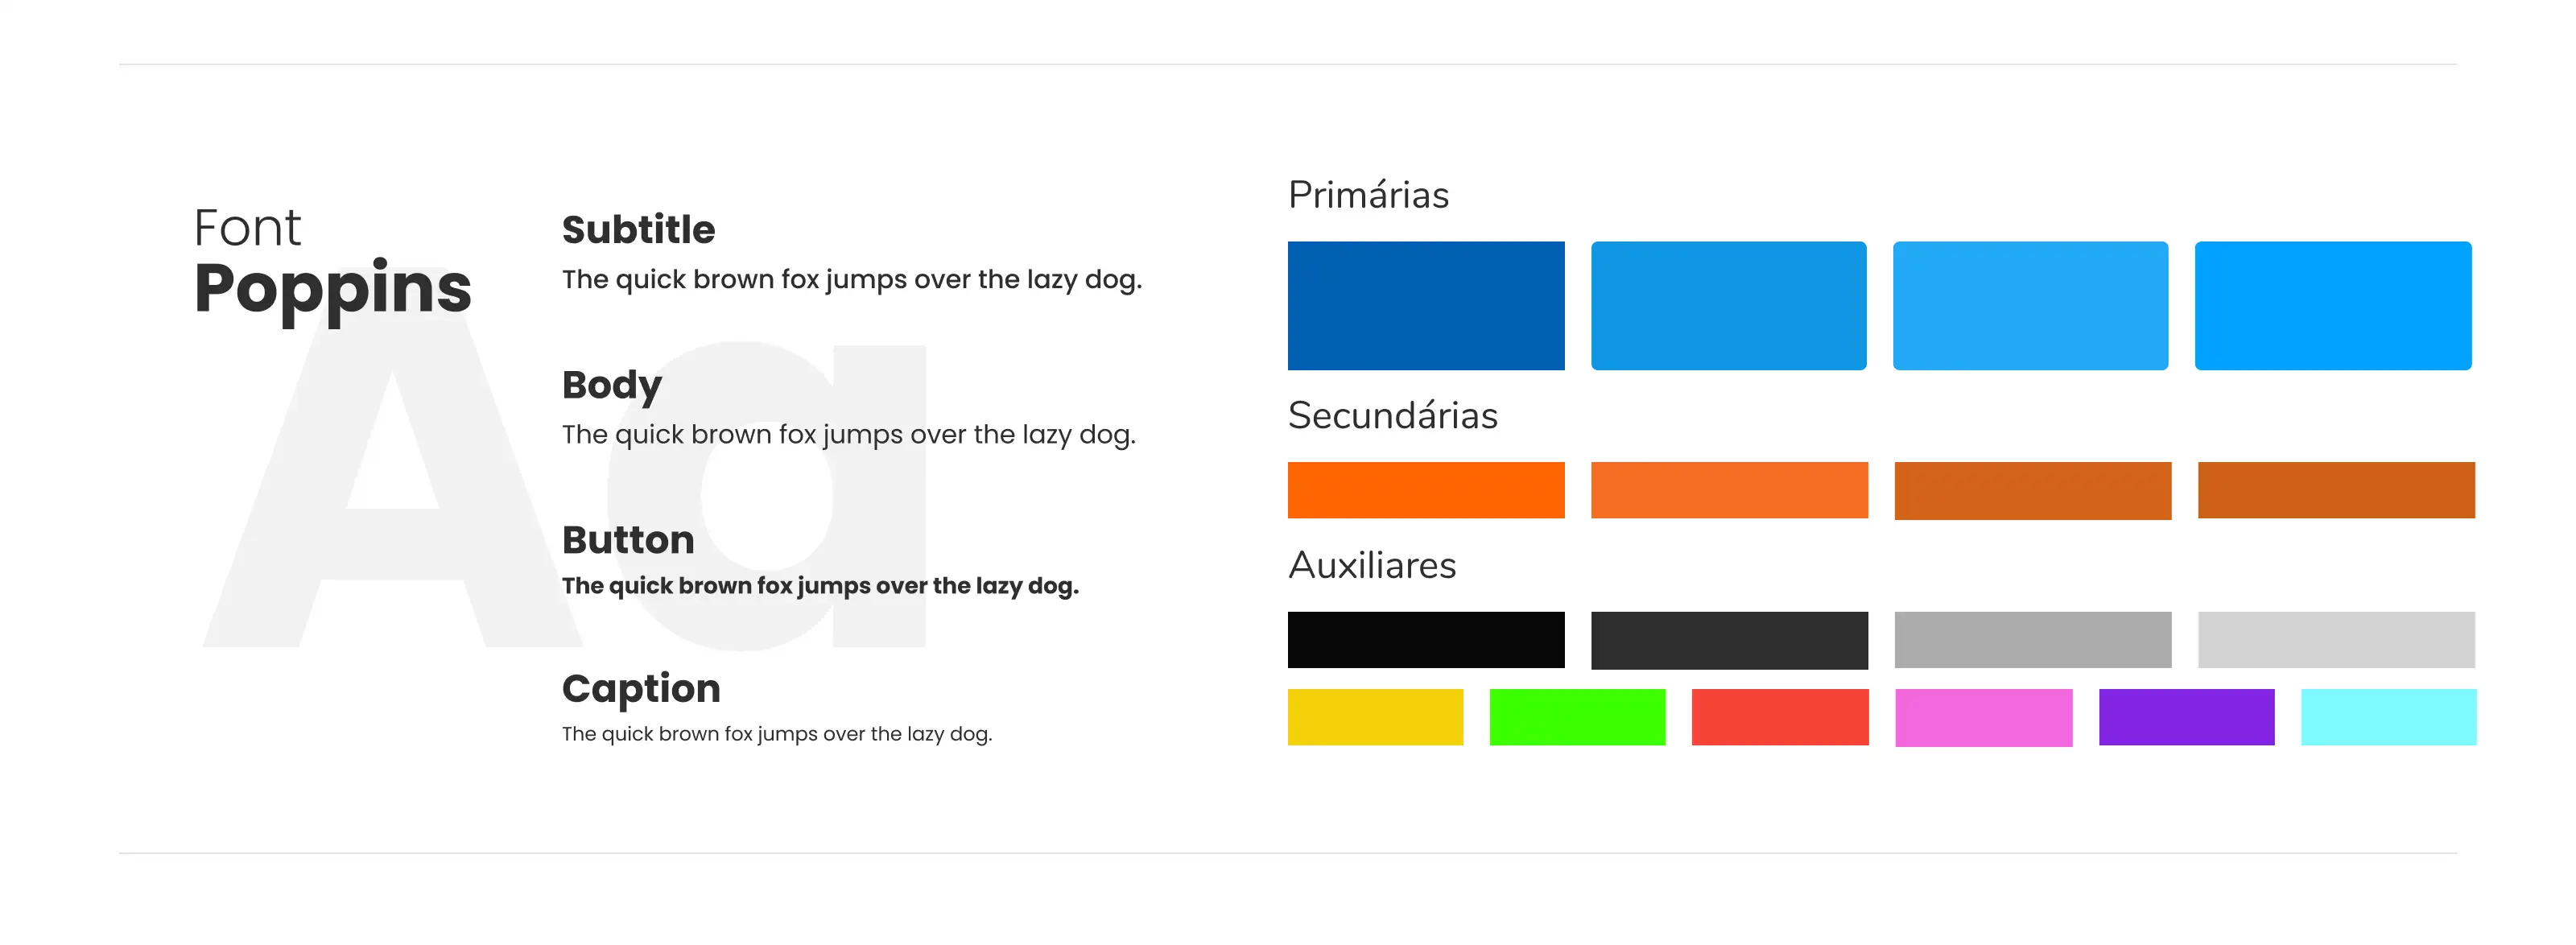 Font
Poppins
Aa
Subtitle
The quick brown fox jumps over the lazy dog.
Body
The quick brown fox jumps over the lazy dog.
Button
The quick brown fox jumps over the lazy dog.
Caption
The quick brown fox jumps over the lazy dog.
Primárias
Secundárias
Auxiliares